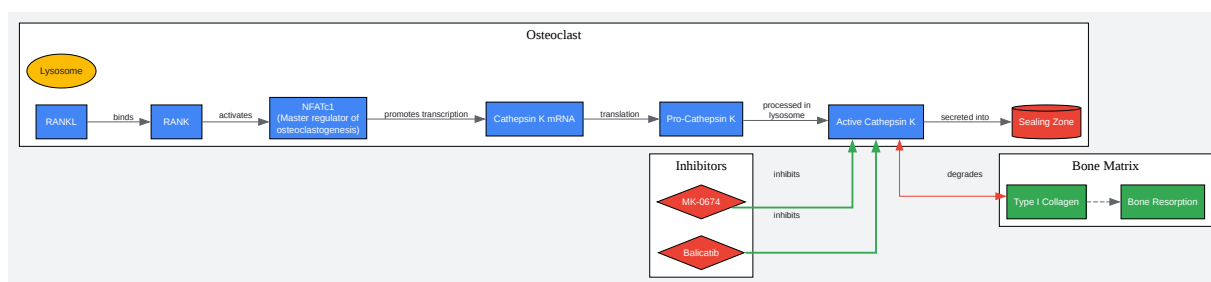 Osteoclast
Lysosome
RANKL
binds
RANK
activates
NFATc1
(Master regulator of
osteoclastogenesis)
promotes transcription
Cathepsin K mRNA
translation
Pro-Cathepsin K
processed in
lysosome
Active Cathepsin K
secreted into
Sealing Zone
Inhibitors
MK-0674
inhibits
inhibits
Balicatib
degrades
Bone Matrix
Type I Collagen
Bone Resorption